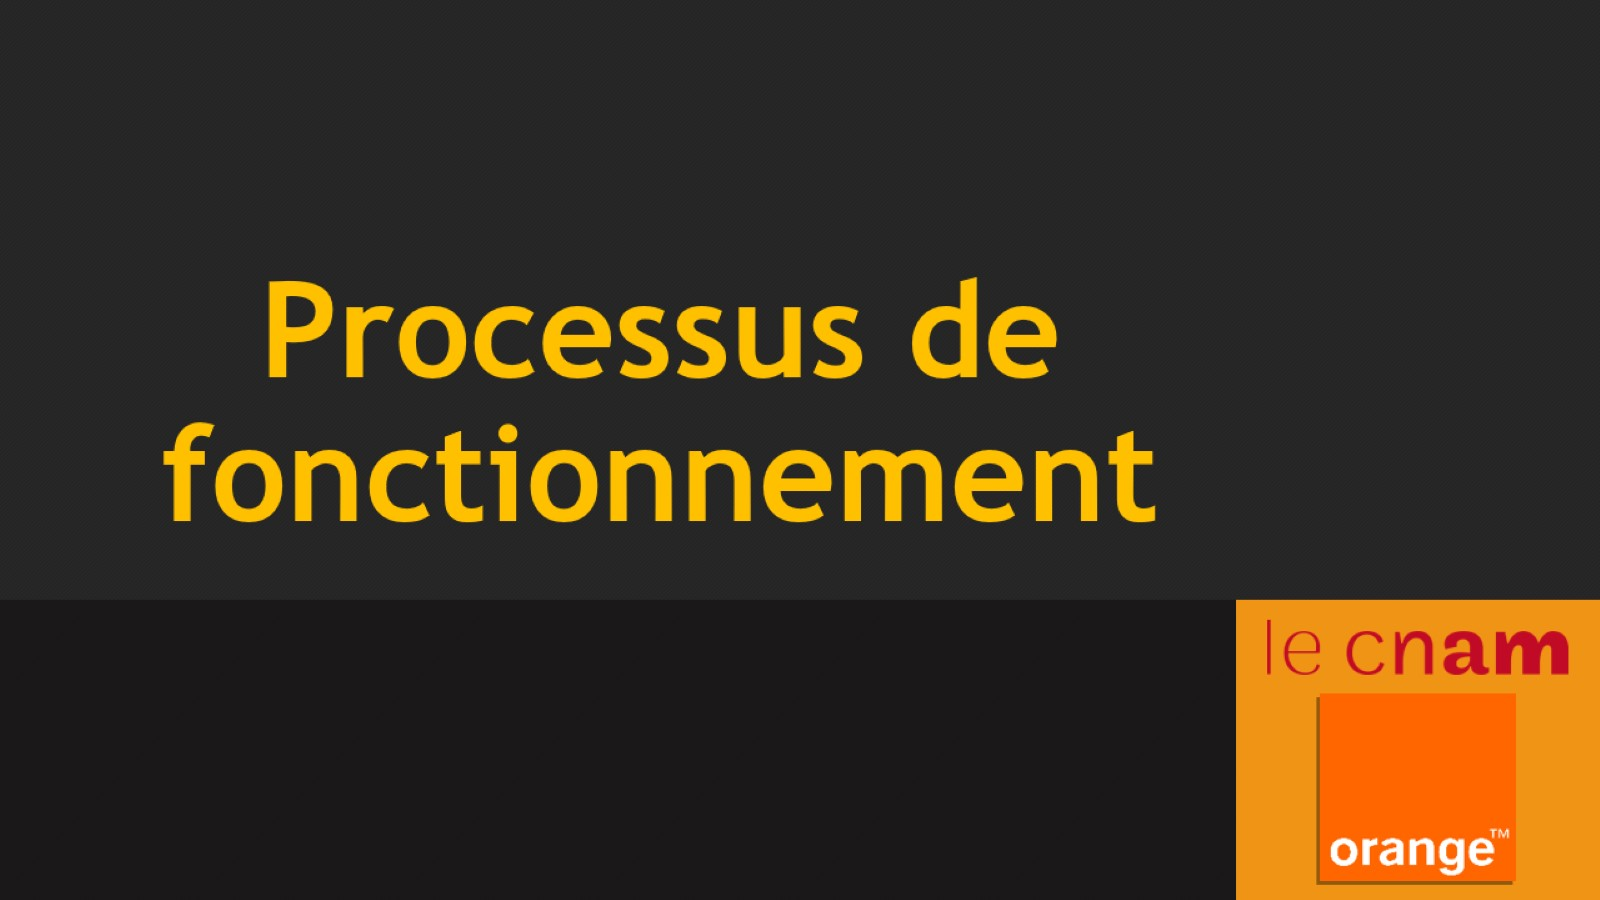 Processus de
fonctionnement
le cnam
orange™